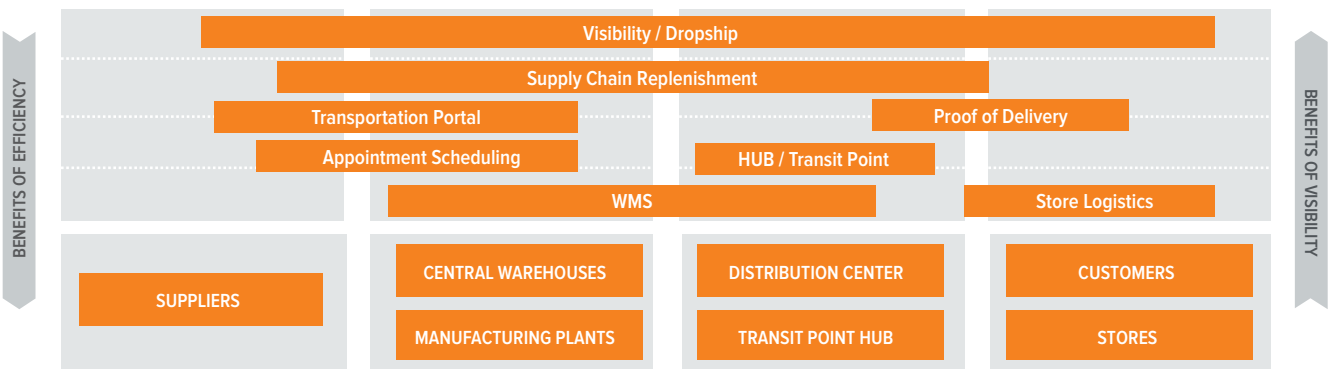 BENEFITS OF EFFICIENCY
Visibility / Dropship
Supply Chain Replenishment
Transportation Portal
Proof of Delivery
Appointment Scheduling
HUB / Transit Point
WMS
Store Logistics
BENEFITS OF VISIBILITY
SUPPLIERS
CENTRAL WAREHOUSES
DISTRIBUTION CENTER
CUSTOMERS
MANUFACTURING PLANTS
TRANSIT POINT HUB
STORES